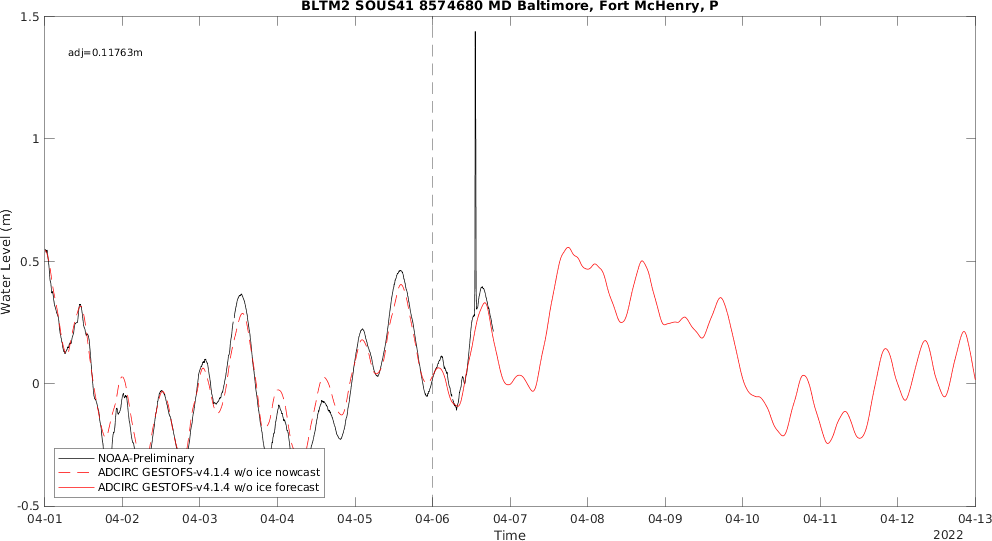 BLTM2 SOUS41 8574680 MD Baltimore, Fort McHenry, P
adj=0.11763m
1.5
1
0.5
0
-0.5
Water Level (m)
NOAA-Preliminary
ADCIRC GESTOFS-v4.1.4 w/o ice nowcast
ADCIRC GESTOFS-v4.1.4 w/o ice forecast
04-01 04-02 04-03 04-04 04-05 04-06 04-07 04-08 04-09 04-10 04-11 04-12 04-13
Time
2022